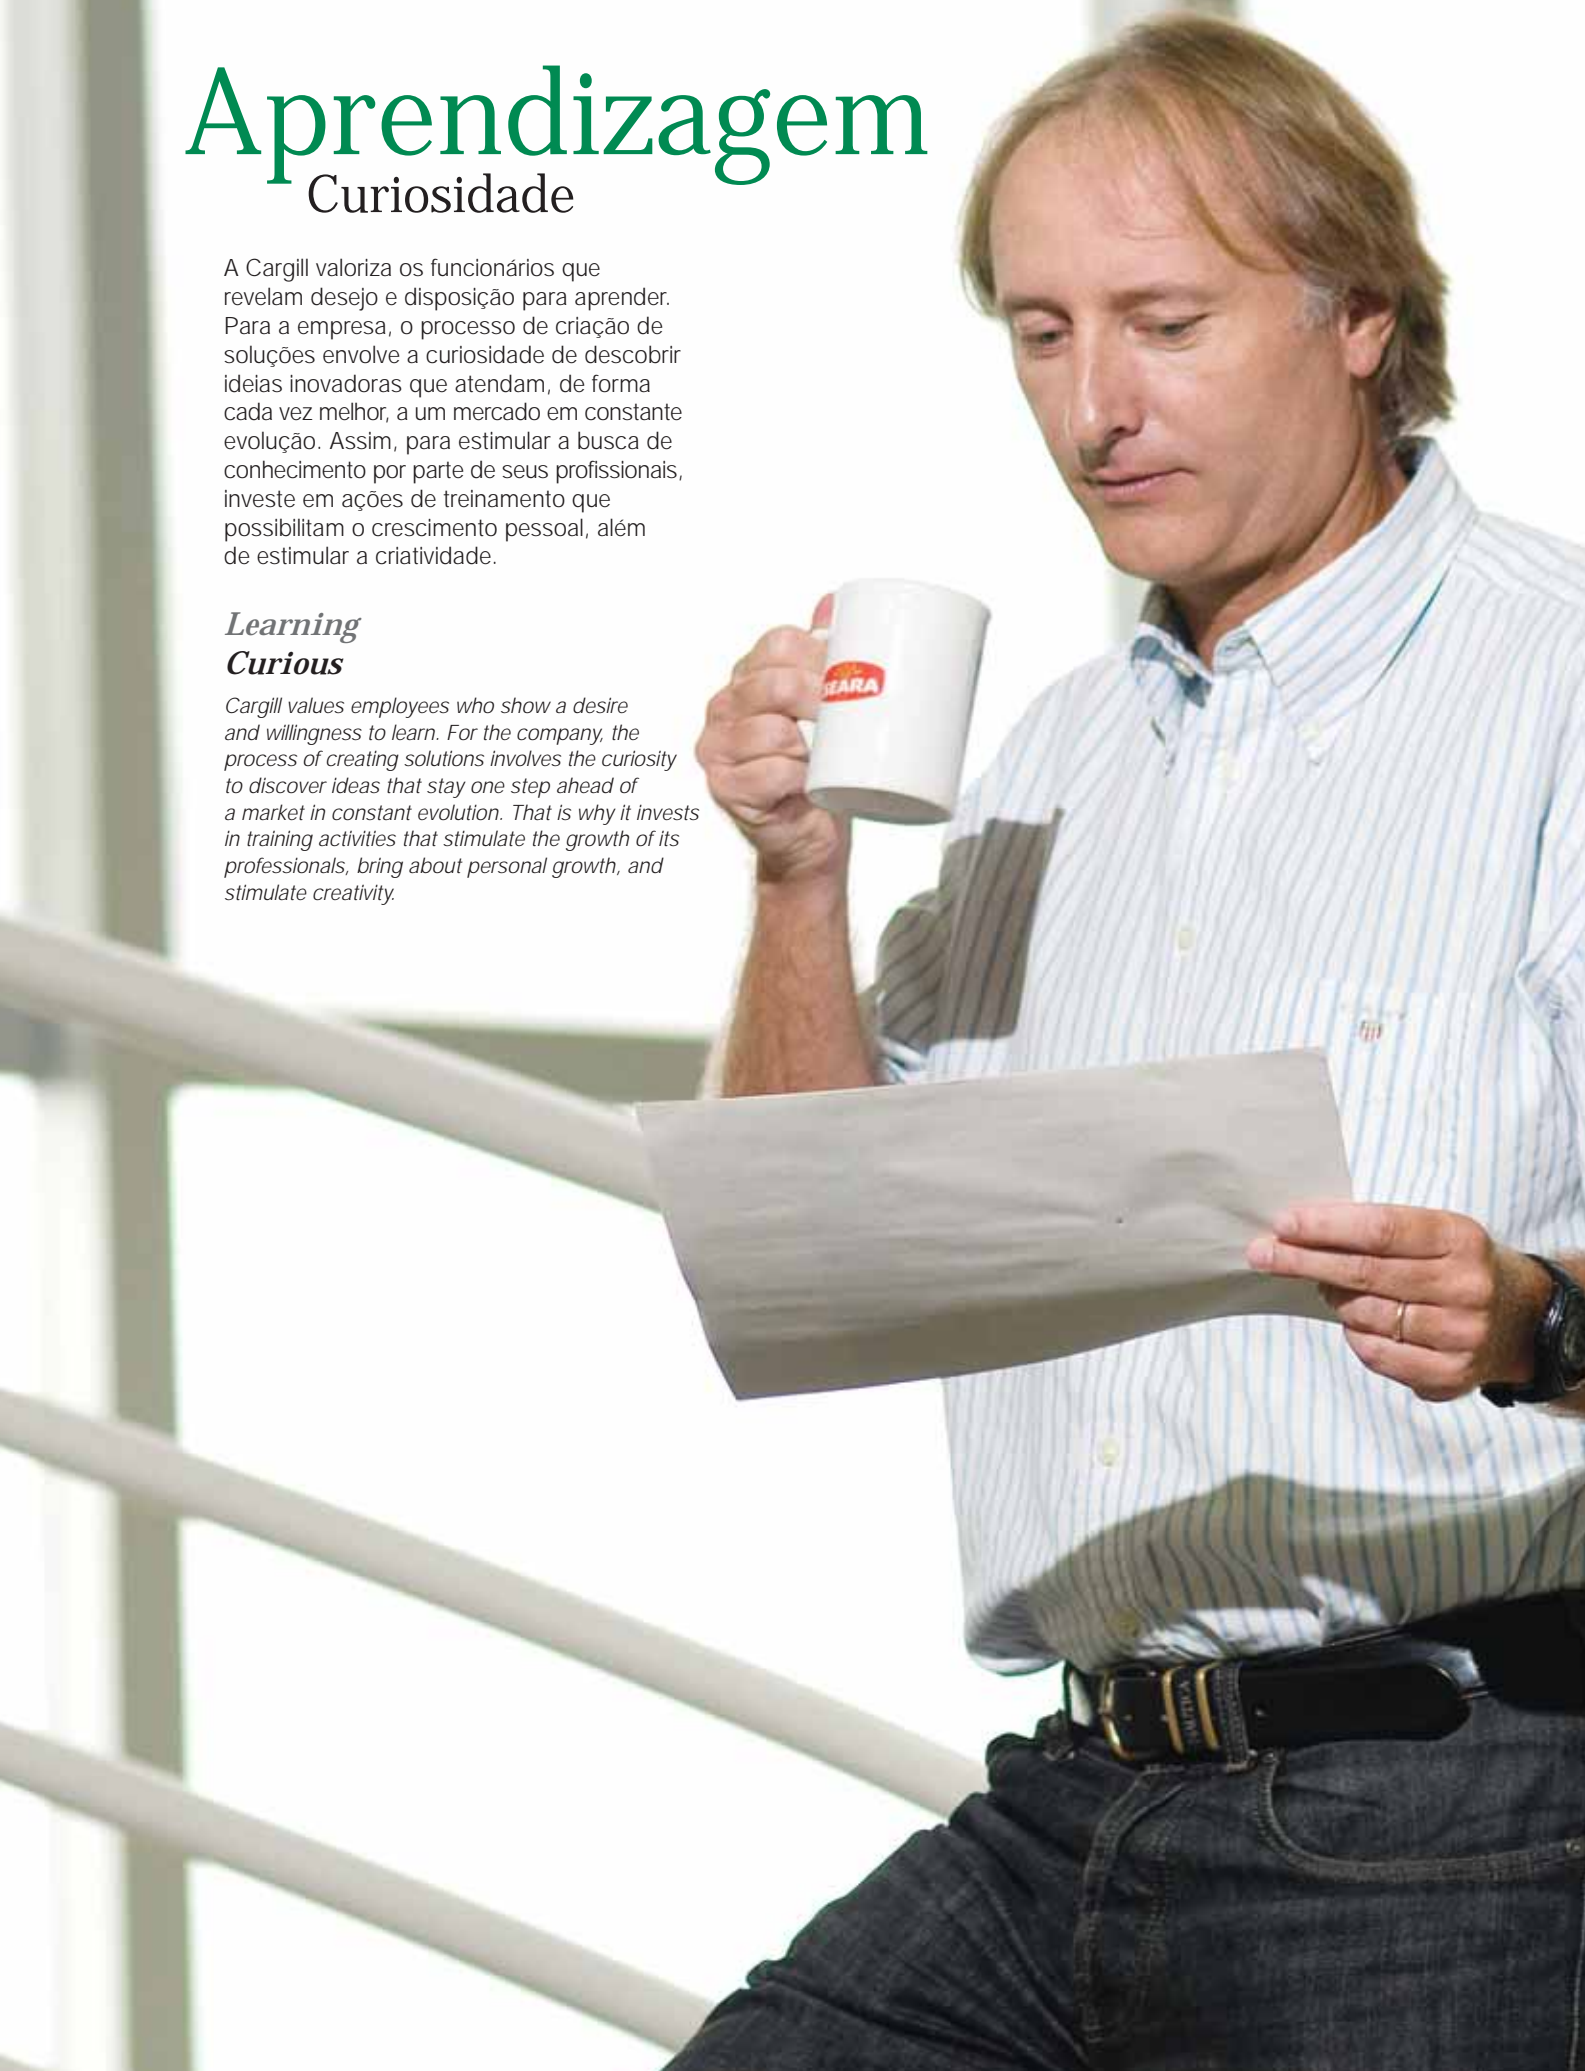 Aprendizagem
Curiosidade
A Cargill valoriza os funcionários que
revelam desejo e disposição para aprender.
Para a empresa, o processo de criação de
soluções envolve a curiosidade de descobrir
ideias inovadoras que atendam, de forma
cada vez melhor, a um mercado em constante
evolução. Assim, para estimular a busca de
conhecimento por parte de seus profissionais,
investe em ações de treinamento que
possibilitam o crescimento pessoal, além
de estimular a criatividade.
Learning
Curious
Cargill values employees who show a desire
and willingness to learn. For the company, the
process of creating solutions involves the curiosity
to discover ideas that stay one step ahead of
a market in constant evolution. That is why it invests
in training activities that stimulate the growth of its
professionals, bring about personal growth, and
stimulate creativity.
SEARA
NAUTICA